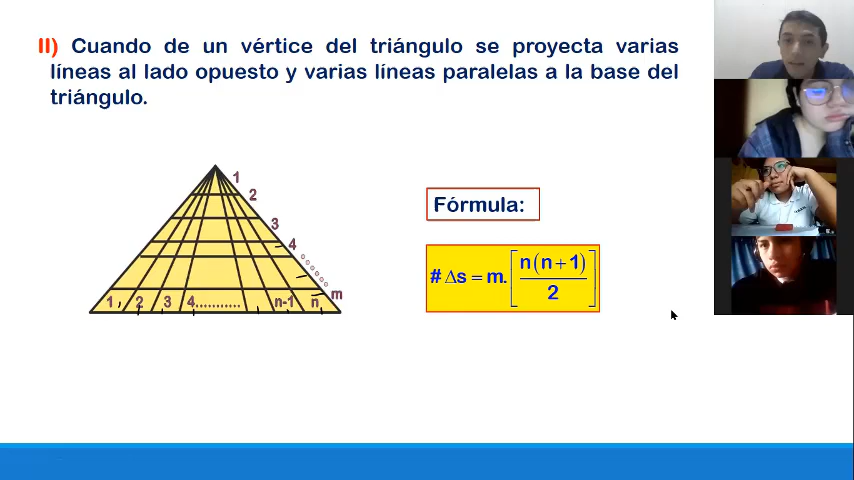 II) Cuando de un vértice del triángulo se proyecta varias
líneas al lado opuesto y varias líneas paralelas a la base del
triángulo.
1
2
3
4
m
1 2 3 4........... n-1 n
Fórmula:
# ∆s = m. [ n(n + 1) / 2 ]